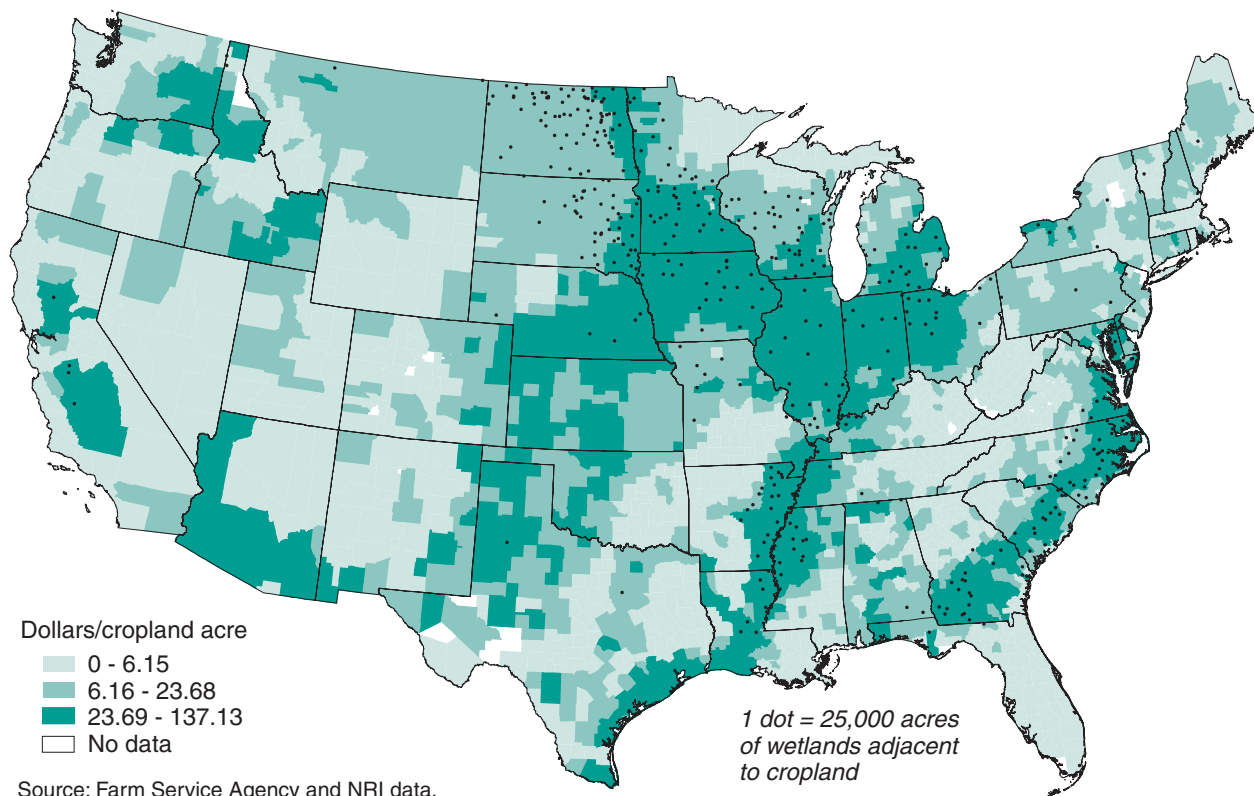 Dollars/cropland acre
0 - 6.15
6.16 - 23.68
23.69 - 137.13
No data
1 dot = 25,000 acres
of wetlands adjacent
to cropland
Source: Farm Service Agency and NRI data.